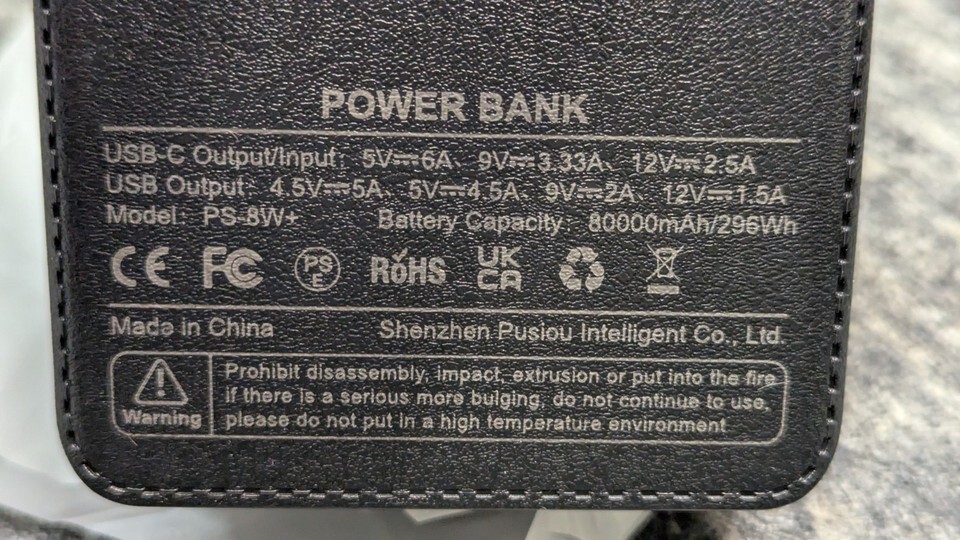 POWER BANK
USB-C Output/Input: 5V⎓6A、 9V⎓3.33A、 12V⎓2.5A
USB Output: 4.5V⎓5A、 5V⎓4.5A、 9V⎓2A、 12V⎓1.5A
Model: PS-8W+ Battery Capacity: 80000mAh/296Wh
CE FC PSE RoHS UKCA
Made in China Shenzhen Pusiou Intelligent Co., Ltd.
Prohibit disassembly, impact, extrusion or put into the fire
if there is a serious more bulging, do not continue to use,
Warning please do not put in a high temperature environment